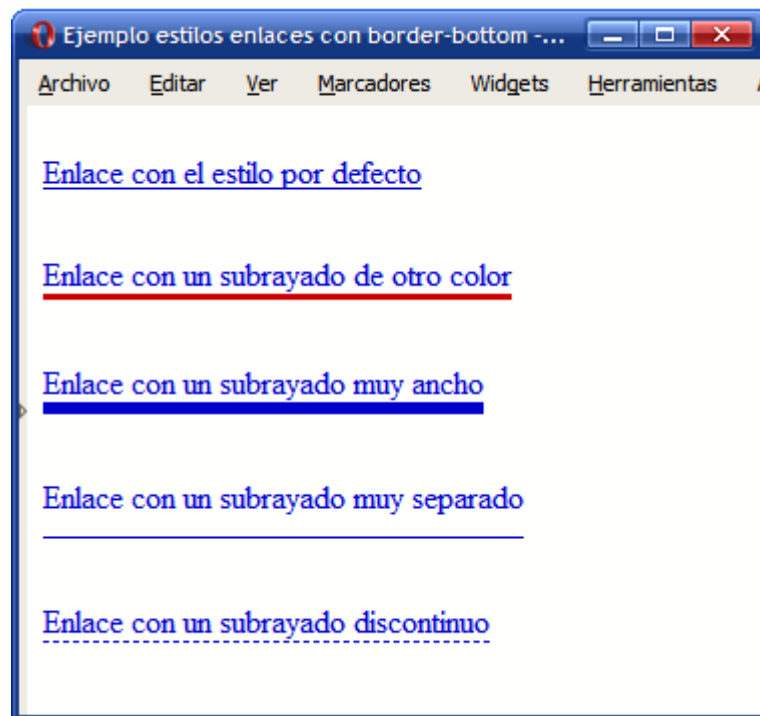 Ejemplo estilos enlaces con border-bottom -...
Archivo Editar Ver Marcadores Widgets Herramientas
Enlace con el estilo por defecto
Enlace con un subrayado de otro color
Enlace con un subrayado muy ancho
Enlace con un subrayado muy separado
Enlace con un subrayado discontinuo